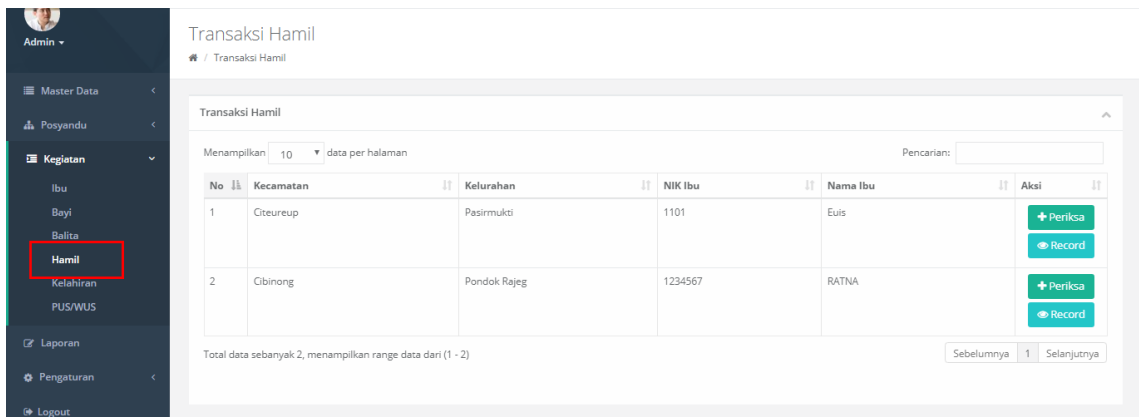 Admin
Master Data
Posyandu
Kegiatan
Ibu
Bayi
Balita
Hamil
Kelahiran
PUS/WUS
Laporan
Pengaturan
Logout
Transaksi Hamil
/ Transaksi Hamil
Transaksi Hamil
Menampilkan 10 data per halaman
Pencarian:
No Kecamatan Kelurahan NIK Ibu Nama Ibu Aksi
1 Citeureup Pasirmukti 1101 Euis + Periksa
Record
2 Cibinong Pondok Rajeg 1234567 RATNA + Periksa
Record
Total data sebanyak 2, menampilkan range data dari (1 - 2)
Sebelumnya 1 Selanjutnya